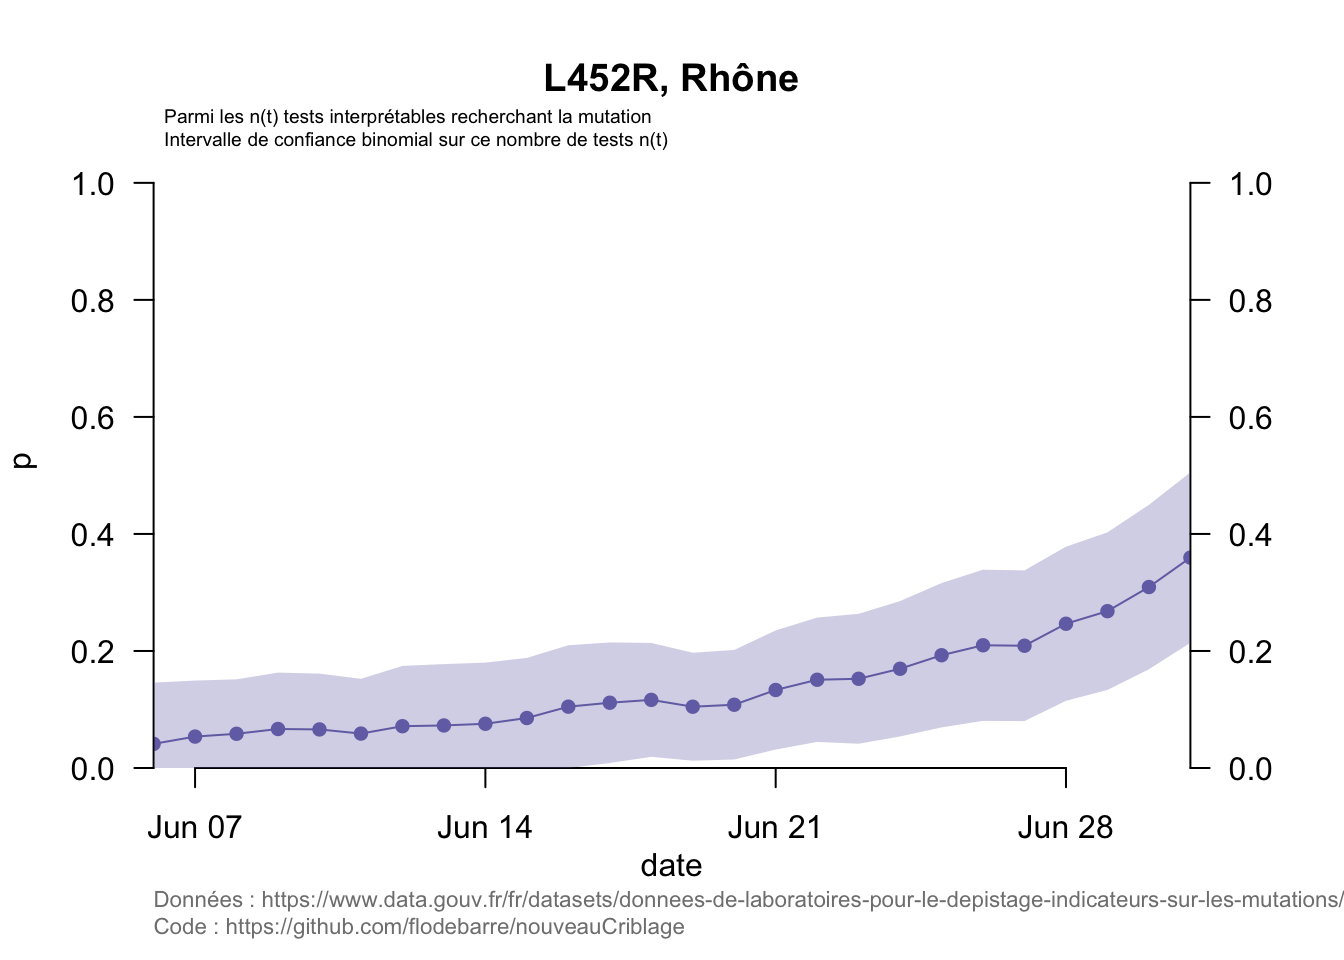 L452R, Rhône
Parmi les n(t) tests interprétables recherchant la mutation
Intervalle de confiance binomial sur ce nombre de tests n(t)
1.0 1.0
0.8 0.8
0.6 0.6
p
0.4 0.4
0.2 0.2
0.0 0.0
Jun 07 Jun 14 Jun 21 Jun 28
date
Données : https://www.data.gouv.fr/fr/datasets/donnees-de-laboratoires-pour-le-depistage-indicateurs-sur-les-mutations/
Code : https://github.com/flodebarre/nouveauCriblage